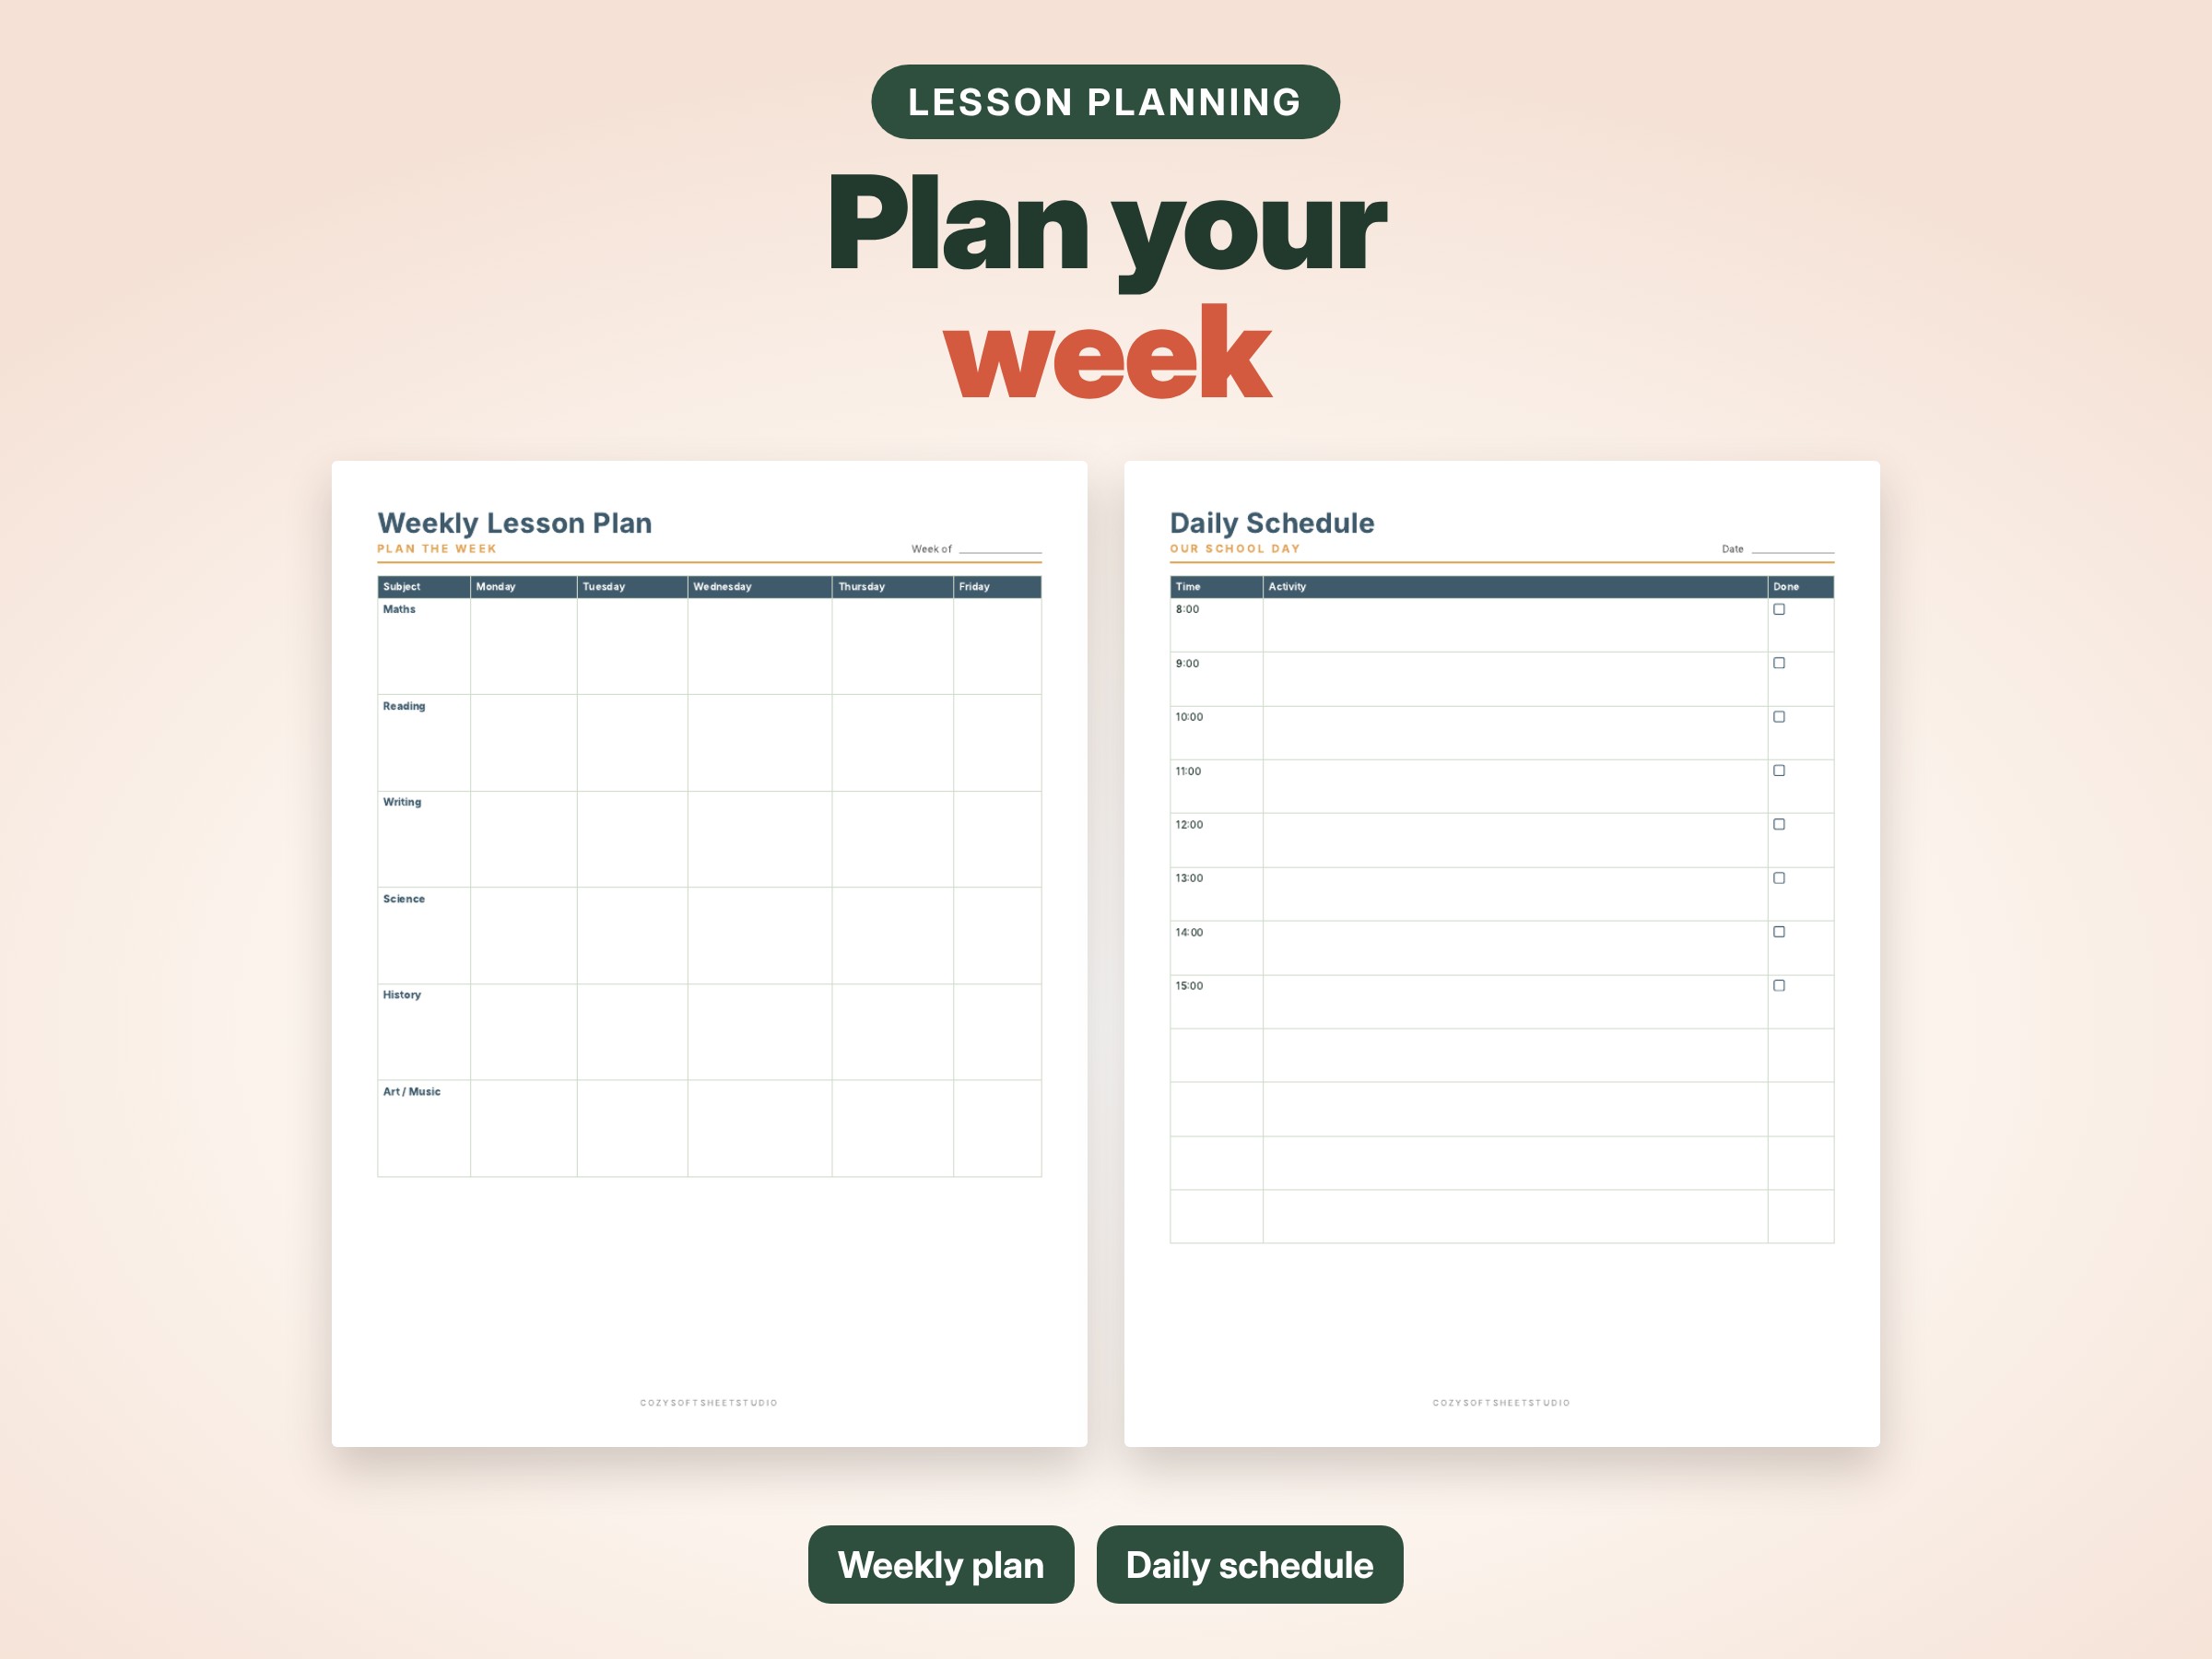 LESSON PLANNING
Plan your
week
Weekly Lesson Plan
PLAN THE WEEK
Week of
Subject Monday Tuesday Wednesday Thursday Friday
Maths
Reading
Writing
Science
History
Art / Music
COZYSOFTSHEETSTUDIO
Daily Schedule
OUR SCHOOL DAY
Date
Time Activity Done
8:00
9:00
10:00
11:00
12:00
13:00
14:00
15:00
COZYSOFTSHEETSTUDIO
Weekly plan
Daily schedule